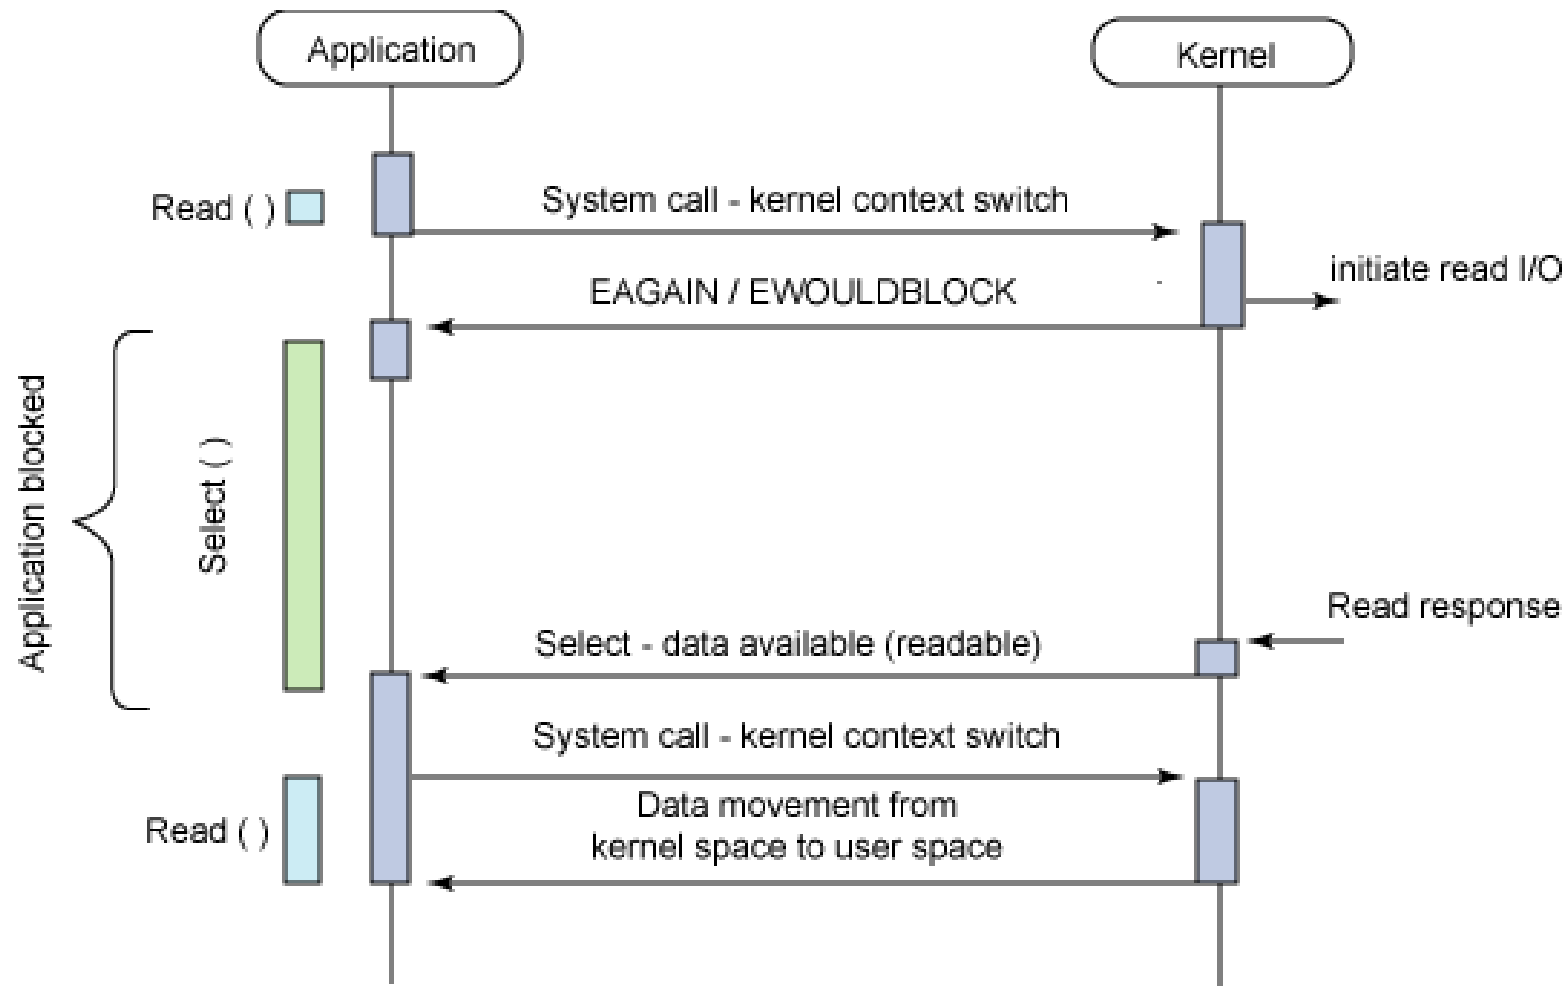 Application
Kernel
Read ( )
System call - kernel context switch
initiate read I/O
EAGAIN / EWOULDBLOCK
Application blocked
Select ( )
Read response
Select - data available (readable)
System call - kernel context switch
Read ( )
Data movement from
kernel space to user space